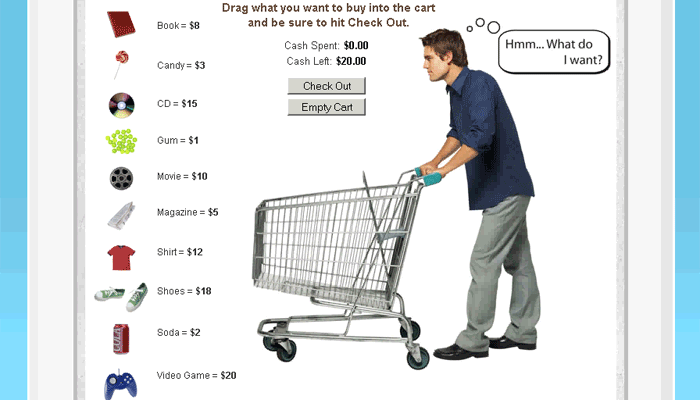 Drag what you want to buy into the cart
and be sure to hit Check Out.
Cash Spent: $0.00
Cash Left: $20.00
Check Out
Empty Cart
Hmm... What do
I want?
Book = $8
Candy = $3
CD = $15
Gum = $1
Movie = $10
Magazine = $5
Shirt = $12
Shoes = $18
Soda = $2
COLA
Video Game = $20